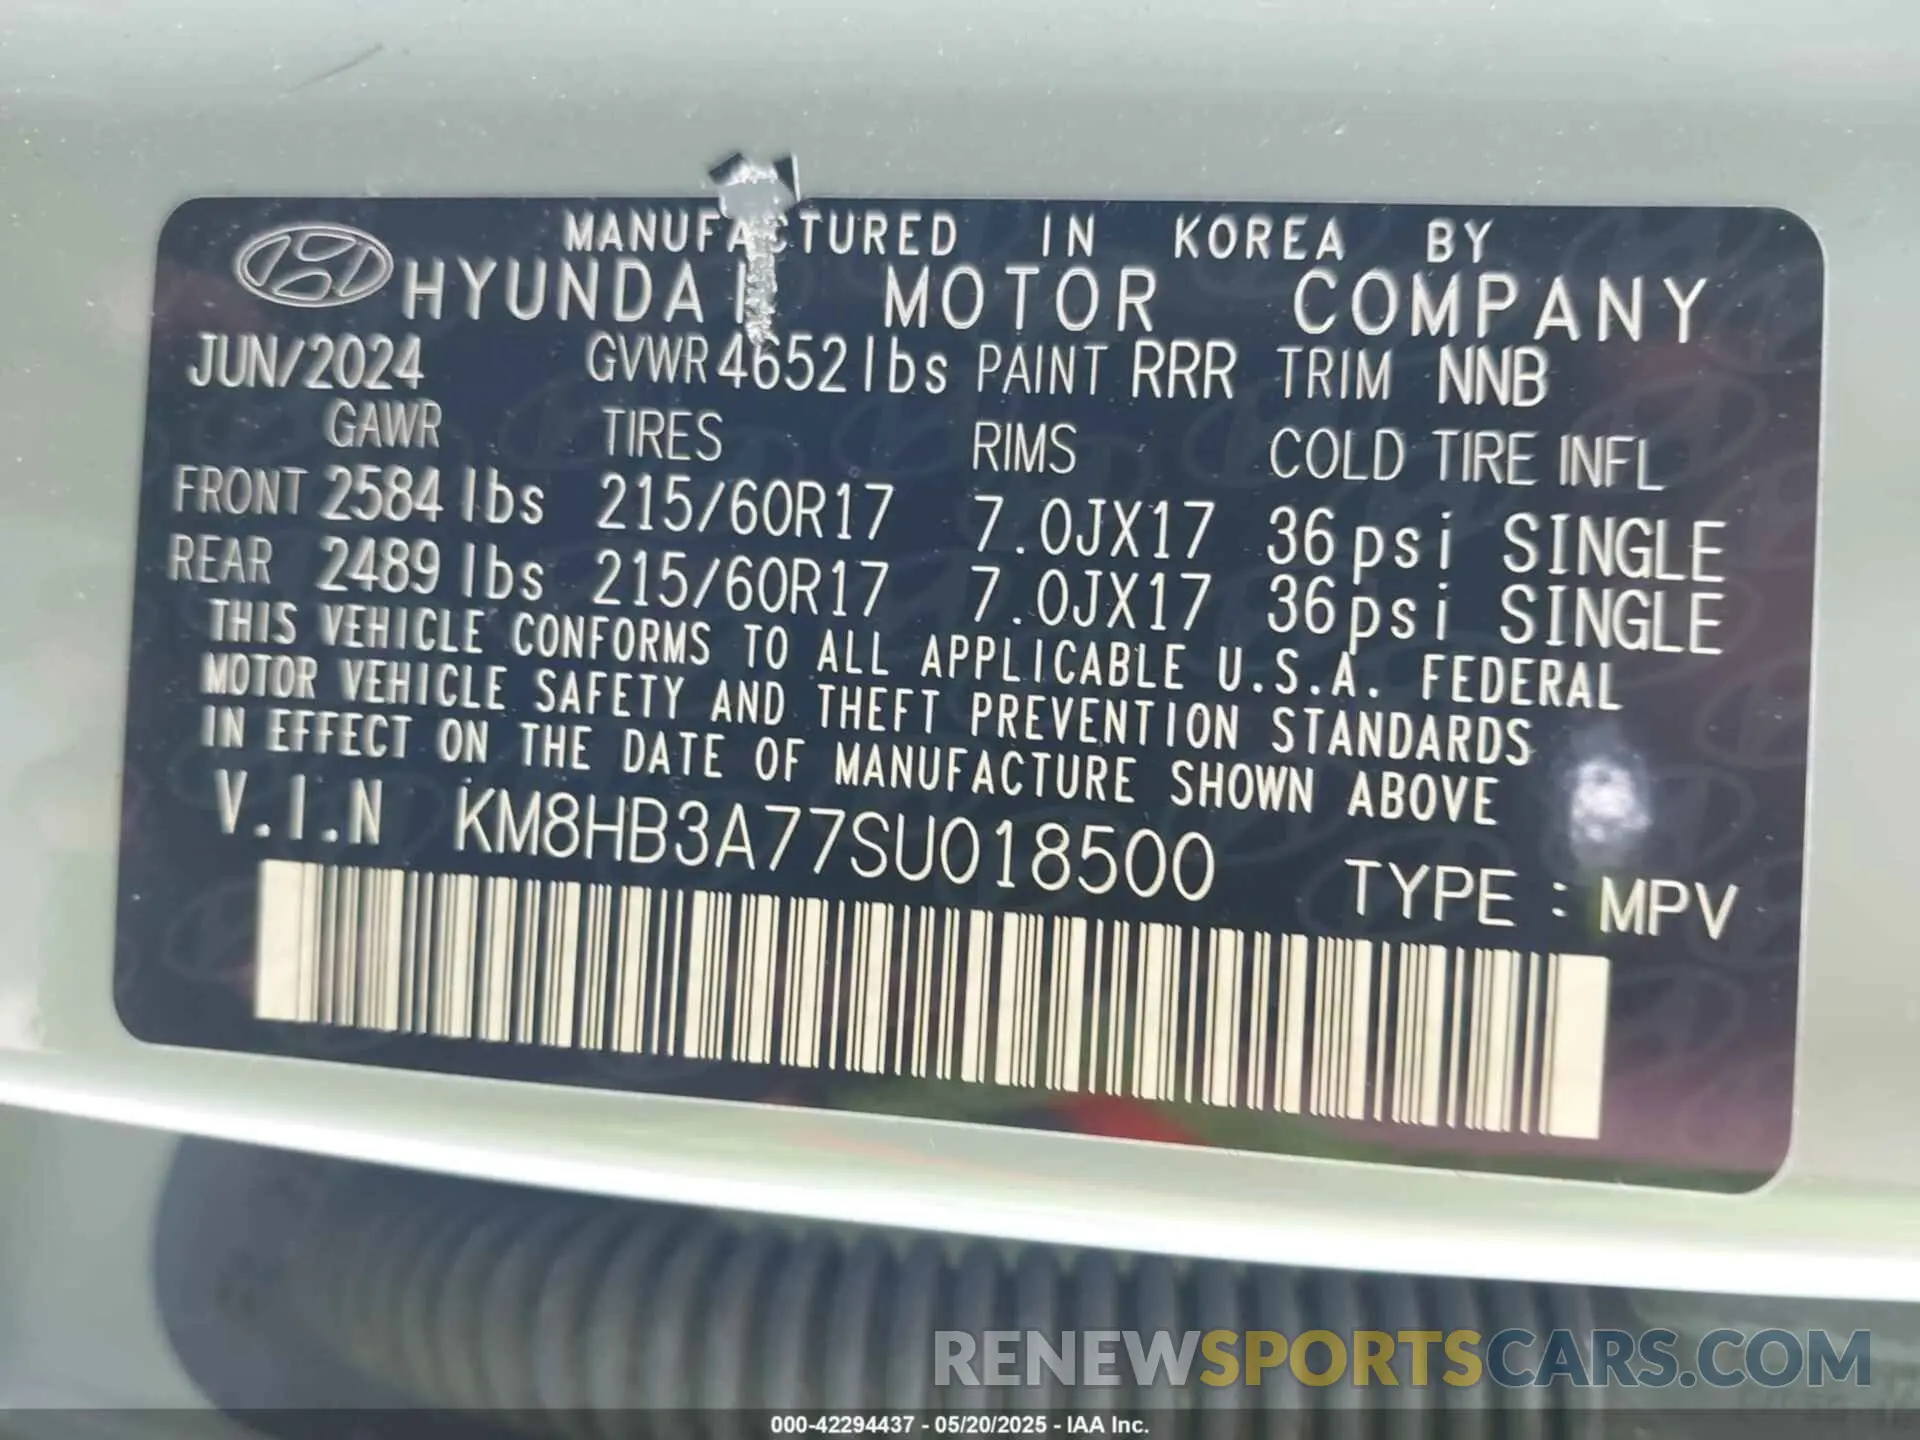 MANUFACTURED IN KOREA BY
HYUNDAI MOTOR COMPANY
JUN/2024 GVWR 4652 lbs PAINT RRR TRIM NNB
GAWR TIRES RIMS COLD TIRE INFL
FRONT 2584 lbs 215/60R17 7.0JX17 36psi SINGLE
REAR 2489 lbs 215/60R17 7.0JX17 36psi SINGLE
THIS VEHICLE CONFORMS TO ALL APPLICABLE U.S.A. FEDERAL
MOTOR VEHICLE SAFETY AND THEFT PREVENTION STANDARDS
IN EFFECT ON THE DATE OF MANUFACTURE SHOWN ABOVE
V.I.N KM8HB3A77SU018500
TYPE : MPV
RENEWSPORTSCARS.COM
000-42294437 - 05/20/2025 - IAA Inc.